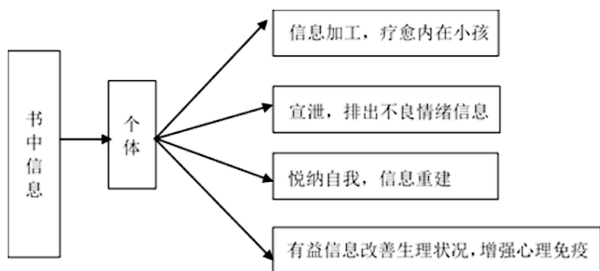 书中信息
个体
信息加工，疗愈内在小孩
宣泄，排出不良情绪信息
悦纳自我，信息重建
有益信息改善生理状况，增强心理免疫